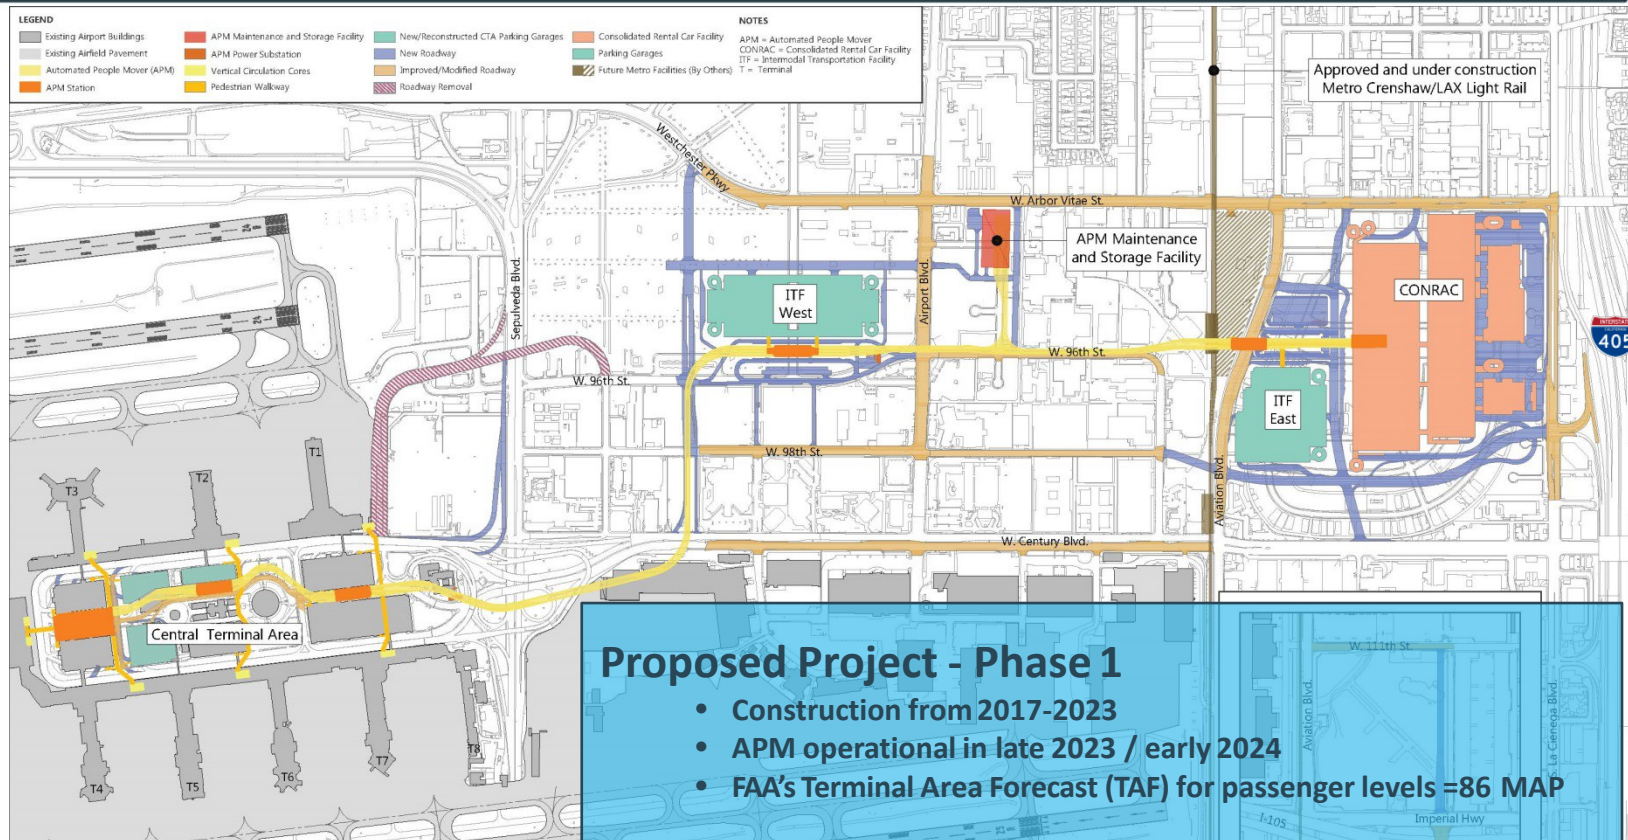 LEGEND
Existing Airport Buildings
Existing Airfield Pavement
Automated People Mover (APM)
APM Station
APM Maintenance and Storage Facility
APM Power Substation
Vertical Circulation Cores
Pedestrian Walkway
New/Reconstructed CTA Parking Garages
New Roadway
Improved/Modified Roadway
Roadway Removal
Consolidated Rental Car Facility
Parking Garages
Future Metro Facilities (By Others)
NOTES
APM = Automated People Mover
CONRAC = Consolidated Rental Car Facility
ITF = Intermodal Transportation Facility
T = Terminal
Approved and under construction
Metro Crenshaw/LAX Light Rail
Westchester Pkwy
W. Arbor Vitae St.
APM Maintenance
and Storage Facility
Sepulveda Blvd.
ITF
West
Airport Blvd.
CONRAC
INTERSTATE
CALIFORNIA
405
W. 96th St.
W. 96th St.
ITF
East
W. 98th St.
Aviation Blvd.
T1
T2
T3
W. Century Blvd.
Central Terminal Area
T4
T5
T6
T7
T8
Proposed Project - Phase 1
• Construction from 2017-2023
• APM operational in late 2023 / early 2024
• FAA's Terminal Area Forecast (TAF) for passenger levels =86 MAP
W. 111th St.
Aviation Blvd.
S. La Cienega Blvd.
I-105
Imperial Hwy